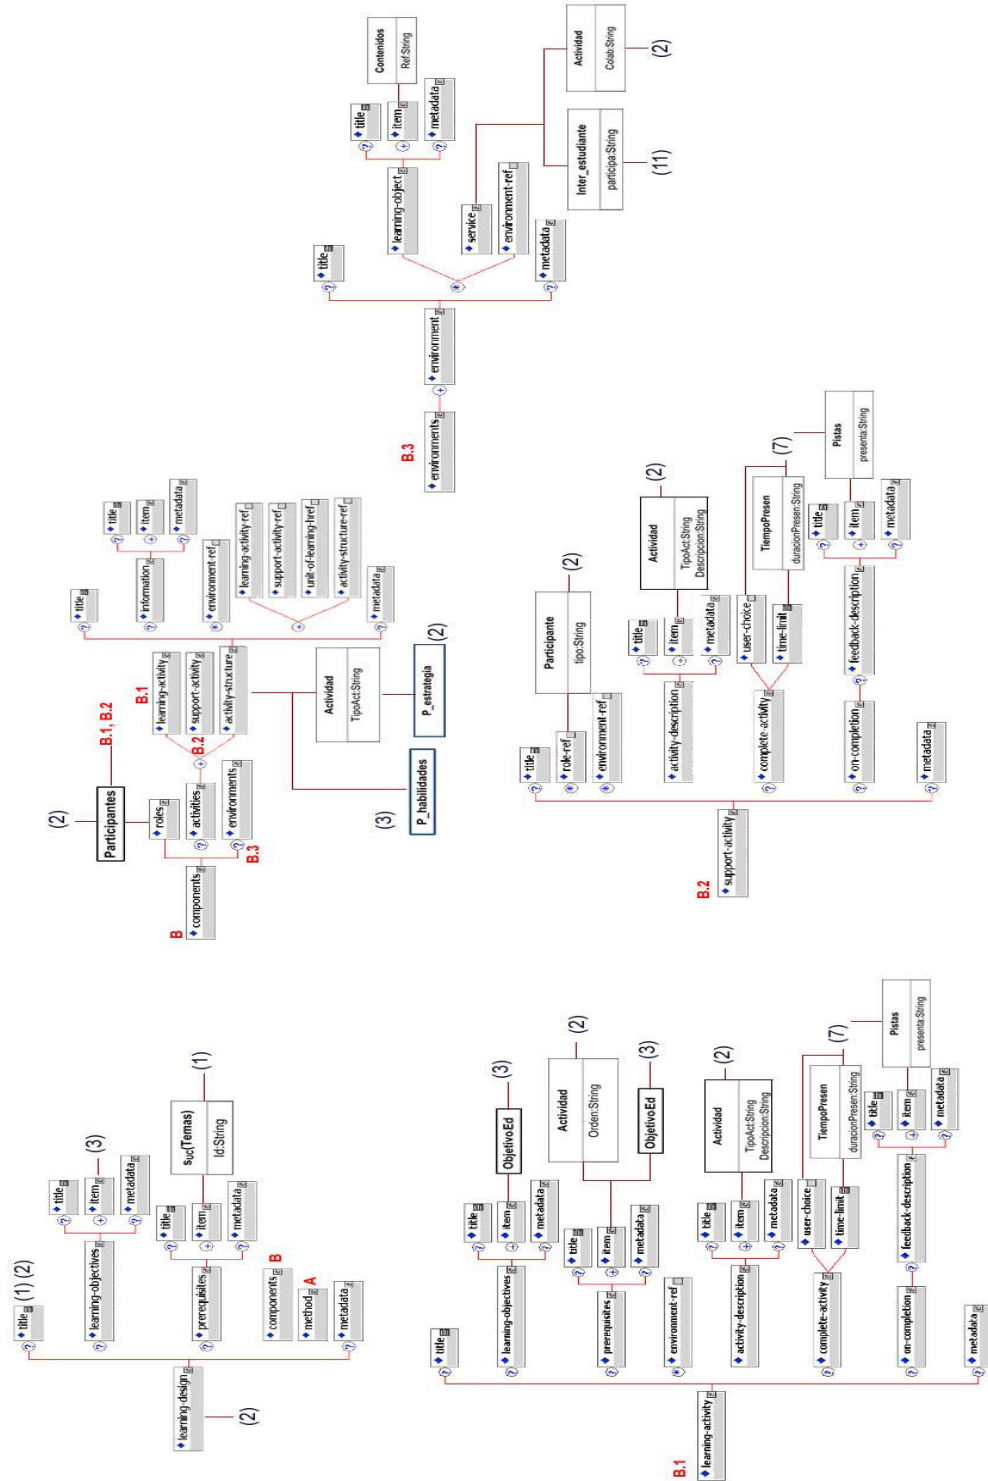 learning-design
(2)
title
(1) (2)
learning-objectives
title
item
(3)
metadata
prerequisites
title
item
metadata
suc(Temas)
Id:String
(1)
components
B
method
A
metadata
B
components
roles
Participantes
(2)
B.1, B.2
activities
environments
B.3
B.1
learning-activity
support-activity
B.2
activity-structure
title
information
title
item
metadata
environment-ref
learning-activity-ref
support-activity-ref
unit-of-learning-href
activity-structure-ref
metadata
Actividad
TipoAct:String
P_estrategia
(2)
P_habilidades
(3)
B.3
environments
environment
title
learning-object
title
item
metadata
Contenidos
Ref:String
service
environment-ref
metadata
Inter_estudiante
participa:String
(11)
Actividad
Colab:String
(2)
B.1
learning-activity
title
learning-objectives
title
item
metadata
ObjetivoEd
(3)
prerequisites
title
item
metadata
Actividad
Orden:String
(2)
ObjetivoEd
(3)
environment-ref
activity-description
title
item
metadata
Actividad
TipoAct:String
Descripcion:String
(2)
complete-activity
user-choice
time-limit
TiempoPresen
duracionPresen:String
(7)
on-completion
feedback-description
title
item
metadata
Pistas
presenta:String
metadata
B.2
support-activity
title
role-ref
Participante
tipo:String
(2)
environment-ref
activity-description
title
item
metadata
Actividad
TipoAct:String
Descripcion:String
(2)
complete-activity
user-choice
time-limit
TiempoPresen
duracionPresen:String
(7)
on-completion
feedback-description
title
item
metadata
Pistas
presenta:String
metadata